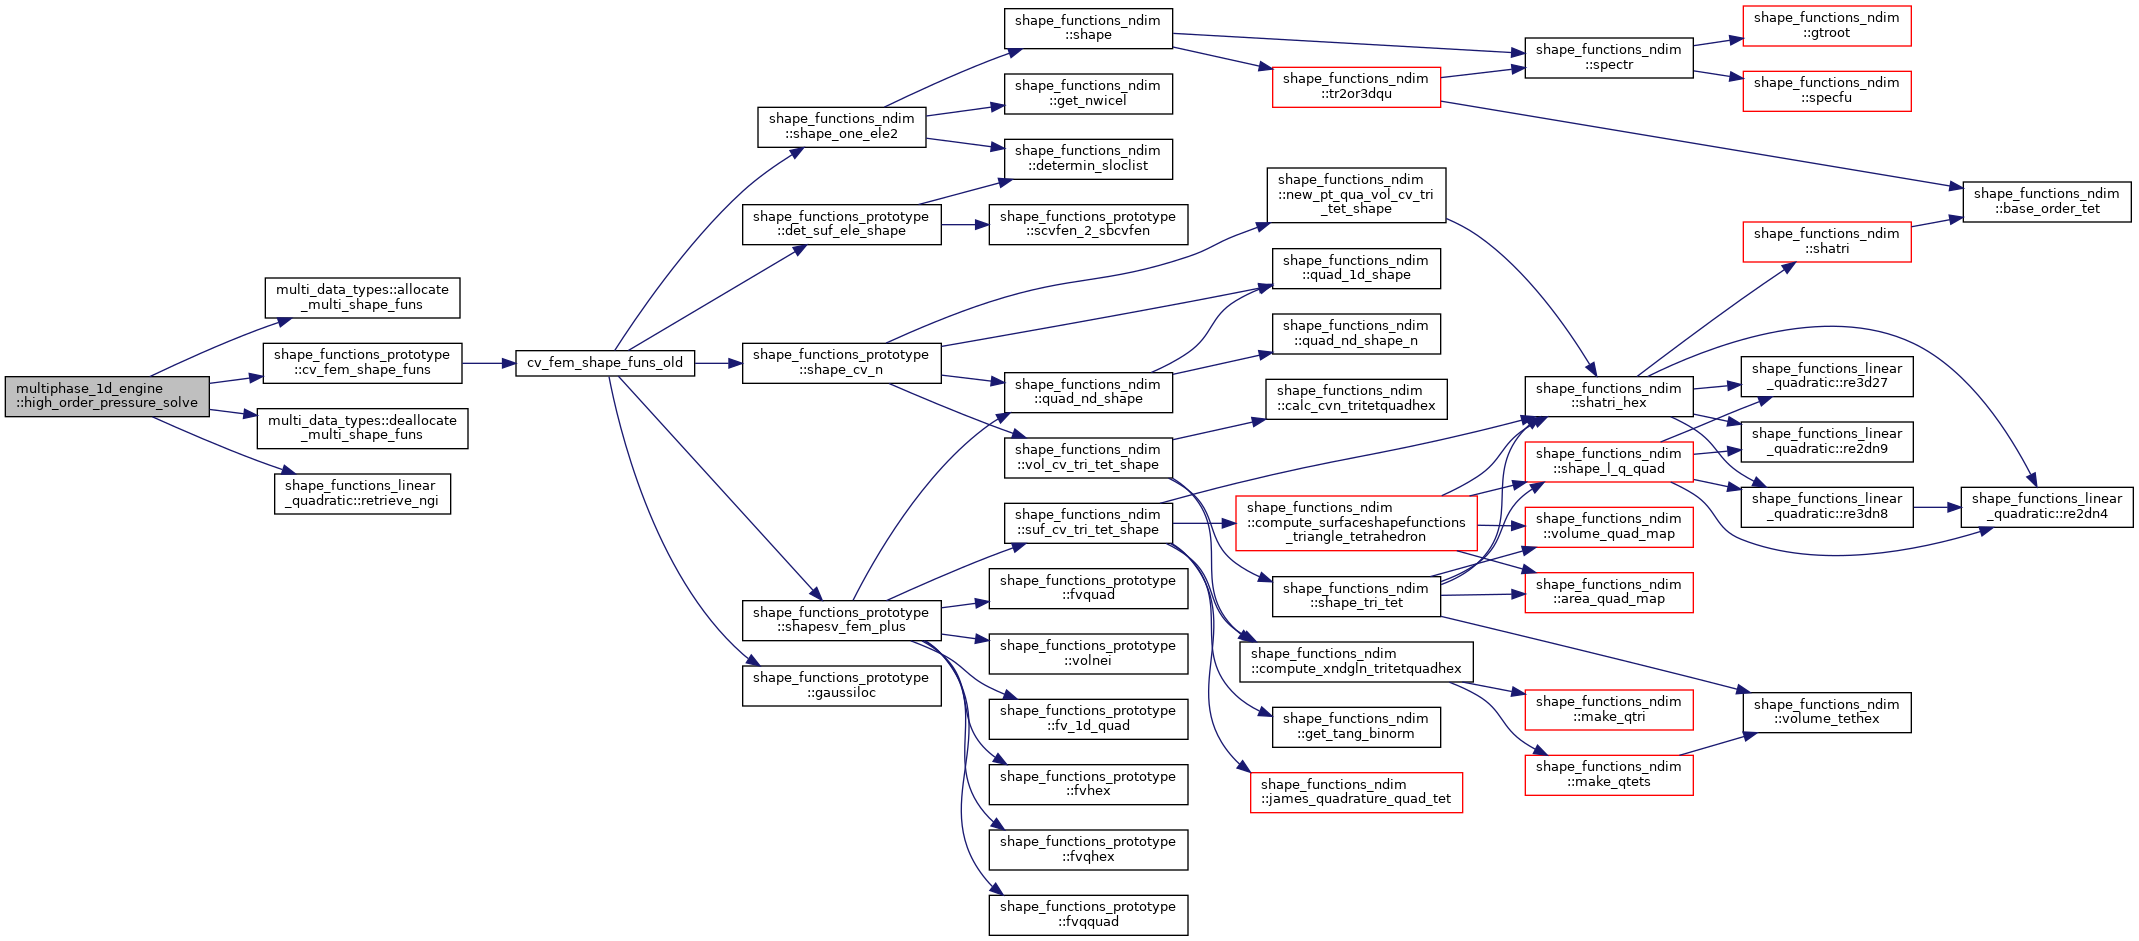 multiphase_1d_engine
::high_order_pressure_solve
multi_data_types::allocate
_multi_shape_funs
shape_functions_prototype
::cv_fem_shape_funs
multi_data_types::deallocate
_multi_shape_funs
shape_functions_linear
_quadratic::retrieve_ngi
cv_fem_shape_funs_old
shape_functions_ndim
::shape_one_ele2
shape_functions_prototype
::det_suf_ele_shape
shape_functions_prototype
::shape_cv_n
shape_functions_prototype
::shapesv_fem_plus
shape_functions_prototype
::gaussiloc
shape_functions_ndim
::shape
shape_functions_ndim
::get_nwicel
shape_functions_ndim
::determin_sloclist
shape_functions_prototype
::scvfen_2_sbcvfen
shape_functions_ndim
::quad_nd_shape
shape_functions_ndim
::vol_cv_tri_tet_shape
shape_functions_ndim
::suf_cv_tri_tet_shape
shape_functions_prototype
::fvquad
shape_functions_prototype
::volnei
shape_functions_prototype
::fv_1d_quad
shape_functions_prototype
::fvhex
shape_functions_prototype
::fvqhex
shape_functions_prototype
::fvqquad
shape_functions_ndim
::tr2or3dqu
shape_functions_ndim
::new_pt_qua_vol_cv_tri
_tet_shape
shape_functions_ndim
::quad_1d_shape
shape_functions_ndim
::quad_nd_shape_n
shape_functions_ndim
::calc_cvn_tritetquadhex
shape_functions_ndim
::compute_surfaceshapefunctions
_triangle_tetrahedron
shape_functions_ndim
::shape_tri_tet
shape_functions_ndim
::compute_xndgln_tritetquadhex
shape_functions_ndim
::get_tang_binorm
shape_functions_ndim
::james_quadrature_quad_tet
shape_functions_ndim
::spectr
shape_functions_ndim
::shatri_hex
shape_functions_ndim
::shape_l_q_quad
shape_functions_ndim
::volume_quad_map
shape_functions_ndim
::area_quad_map
shape_functions_ndim
::make_qtri
shape_functions_ndim
::make_qtets
shape_functions_ndim
::gtroot
shape_functions_ndim
::specfu
shape_functions_ndim
::shatri
shape_functions_linear
_quadratic::re3d27
shape_functions_linear
_quadratic::re2dn9
shape_functions_linear
_quadratic::re3dn8
shape_functions_ndim
::volume_tethex
shape_functions_ndim
::base_order_tet
shape_functions_linear
_quadratic::re2dn4